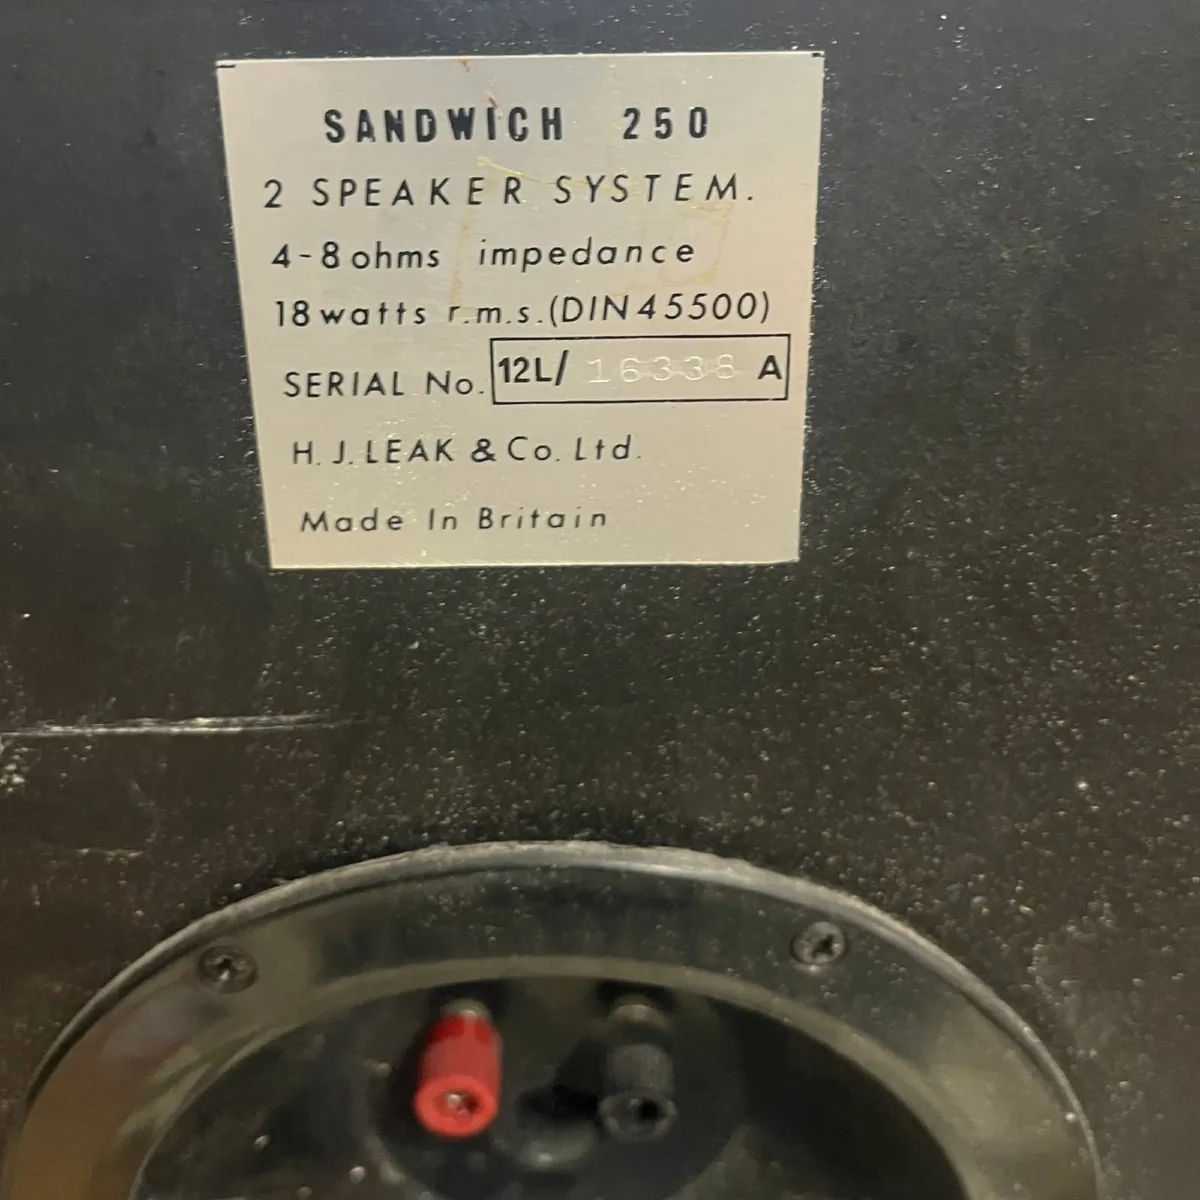 SANDWICH 250
2 SPEAKER SYSTEM.
4-8 ohms impedance
18 watts r.m.s. (DIN 45500)
SERIAL No. 12L/ 16338 A
H. J. LEAK & Co. Ltd.
Made In Britain